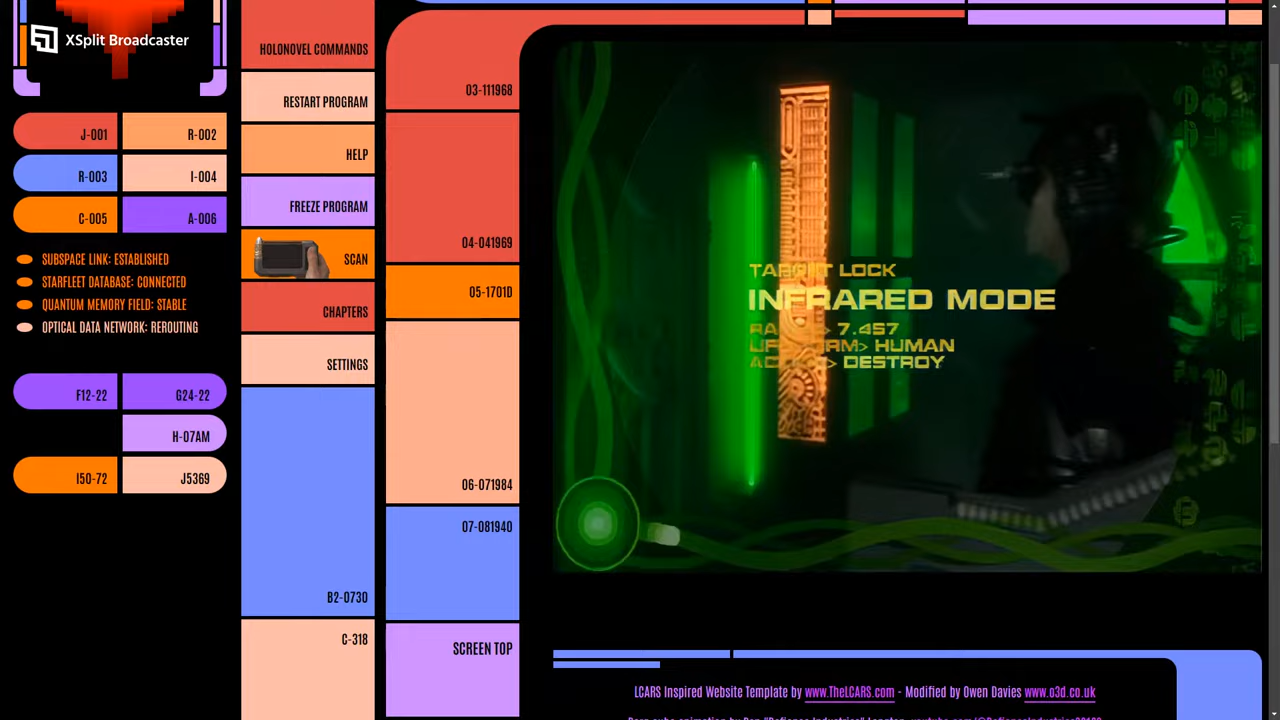 XSplit Broadcaster
J-001
R-002
R-003
I-004
C-005
A-006
SUBSPACE LINK: ESTABLISHED
STARFLEET DATABASE: CONNECTED
QUANTUM MEMORY FIELD: STABLE
OPTICAL DATA NETWORK: REROUTING
F12-22
G24-22
H-07AM
I50-72
J5369
HOLONOVEL COMMANDS
RESTART PROGRAM
HELP
FREEZE PROGRAM
SCAN
CHAPTERS
SETTINGS
B2-0730
C-318
03-111968
04-041969
05-1701D
06-071984
07-081940
SCREEN TOP
TARGET LOCK
INFRARED MODE
> 7.457
> HUMAN
> DESTROY
LCARS Inspired Website Template by www.TheLCARS.com - Modified by Owen Davies www.o3d.co.uk